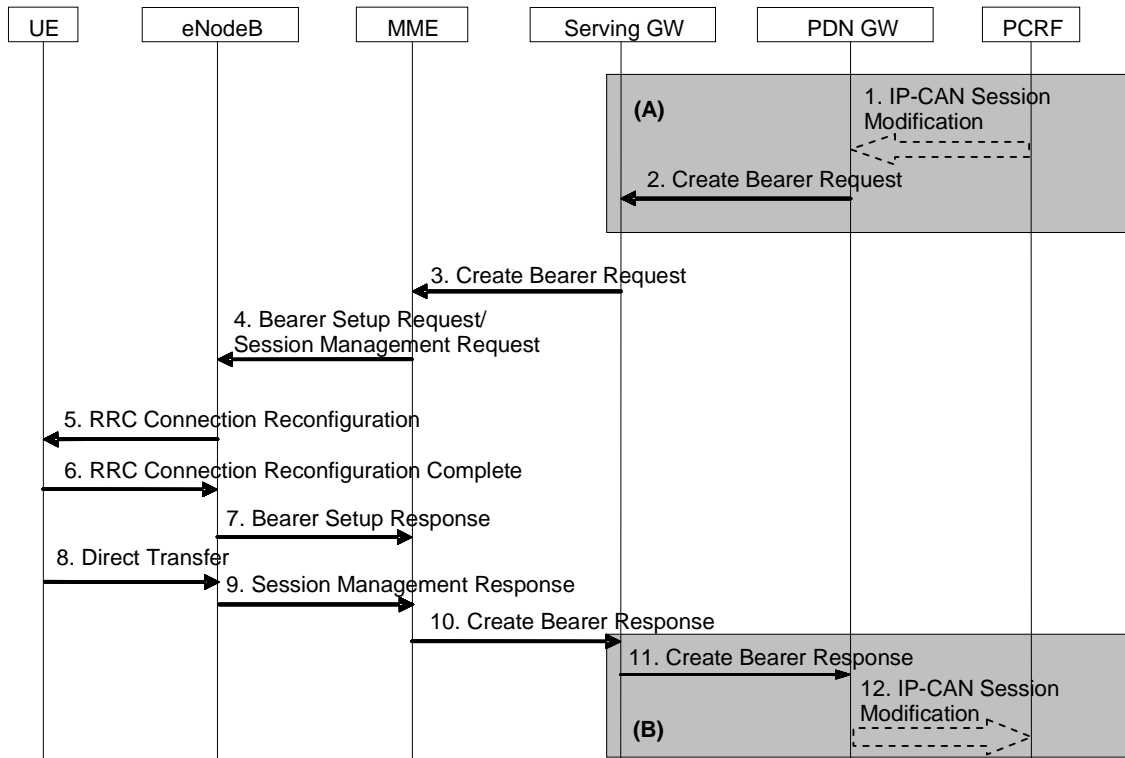 UE
eNodeB
MME
Serving GW
PDN GW
PCRF
(A)
1. IP-CAN Session
Modification
2. Create Bearer Request
3. Create Bearer Request
4. Bearer Setup Request/
Session Management Request
5. RRC Connection Reconfiguration
6. RRC Connection Reconfiguration Complete
7. Bearer Setup Response
8. Direct Transfer
9. Session Management Response
10. Create Bearer Response
11. Create Bearer Response
12. IP-CAN Session
Modification
(B)